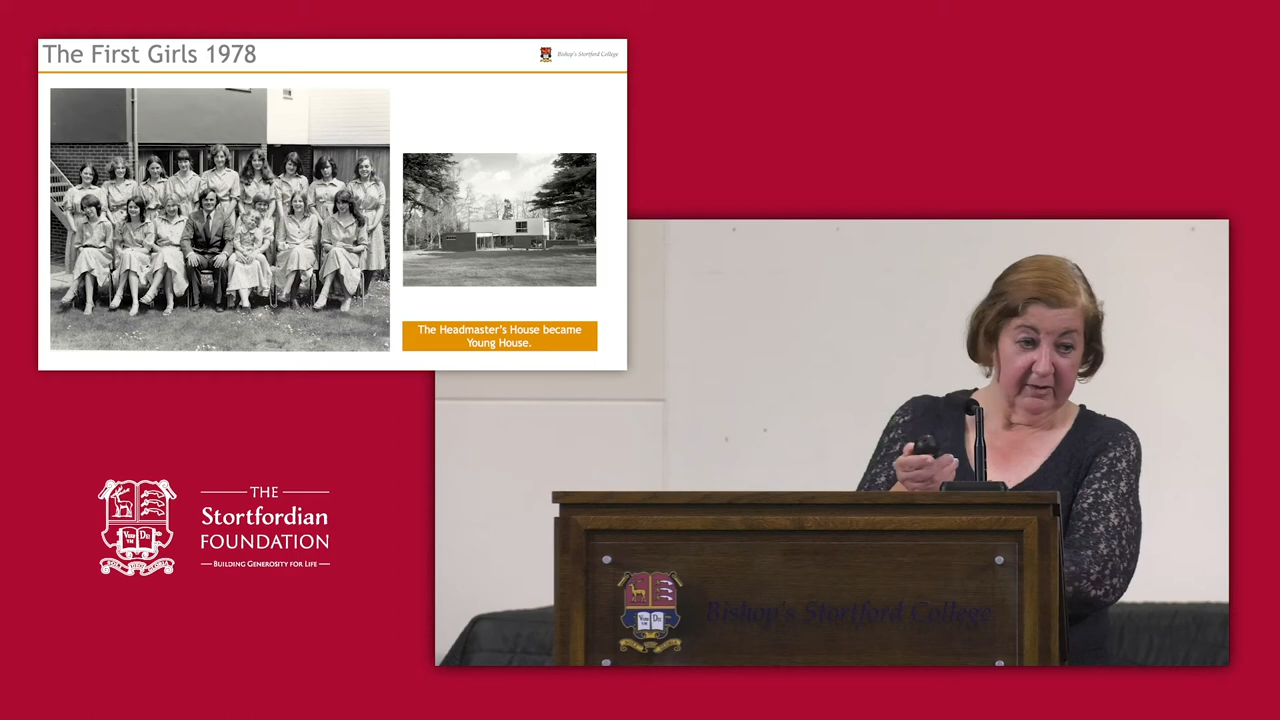 The First Girls 1978
Bishop's Stortford College
The Headmaster's House became
Young House.
THE
Stortfordian
FOUNDATION
BUILDING GENEROSITY FOR LIFE
Bishop's Stortford College